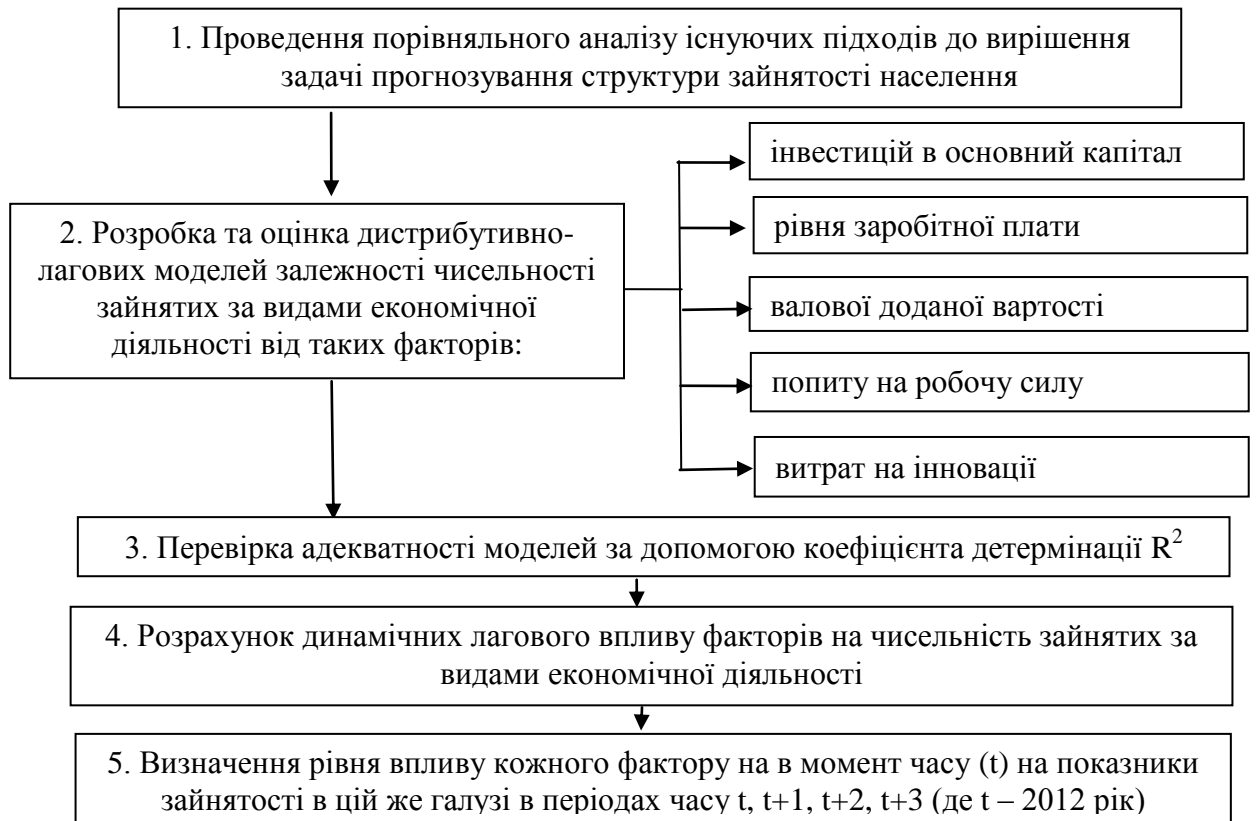 1. Проведення порівняльного аналізу існуючих підходів до вирішення
задачі прогнозування структури зайнятості населення
2. Розробка та оцінка дистрибутивно-
лагових моделей залежності чисельності
зайнятих за видами економічної
діяльності від таких факторів:
інвестицій в основний капітал
рівня заробітної плати
валової доданої вартості
попиту на робочу силу
витрат на інновації
3. Перевірка адекватності моделей за допомогою коефіцієнта детермінації R²
4. Розрахунок динамічних лагового впливу факторів на чисельність зайнятих за
видами економічної діяльності
5. Визначення рівня впливу кожного фактору на в момент часу (t) на показники
зайнятості в цій же галузі в періодах часу t, t+1, t+2, t+3 (де t – 2012 рік)